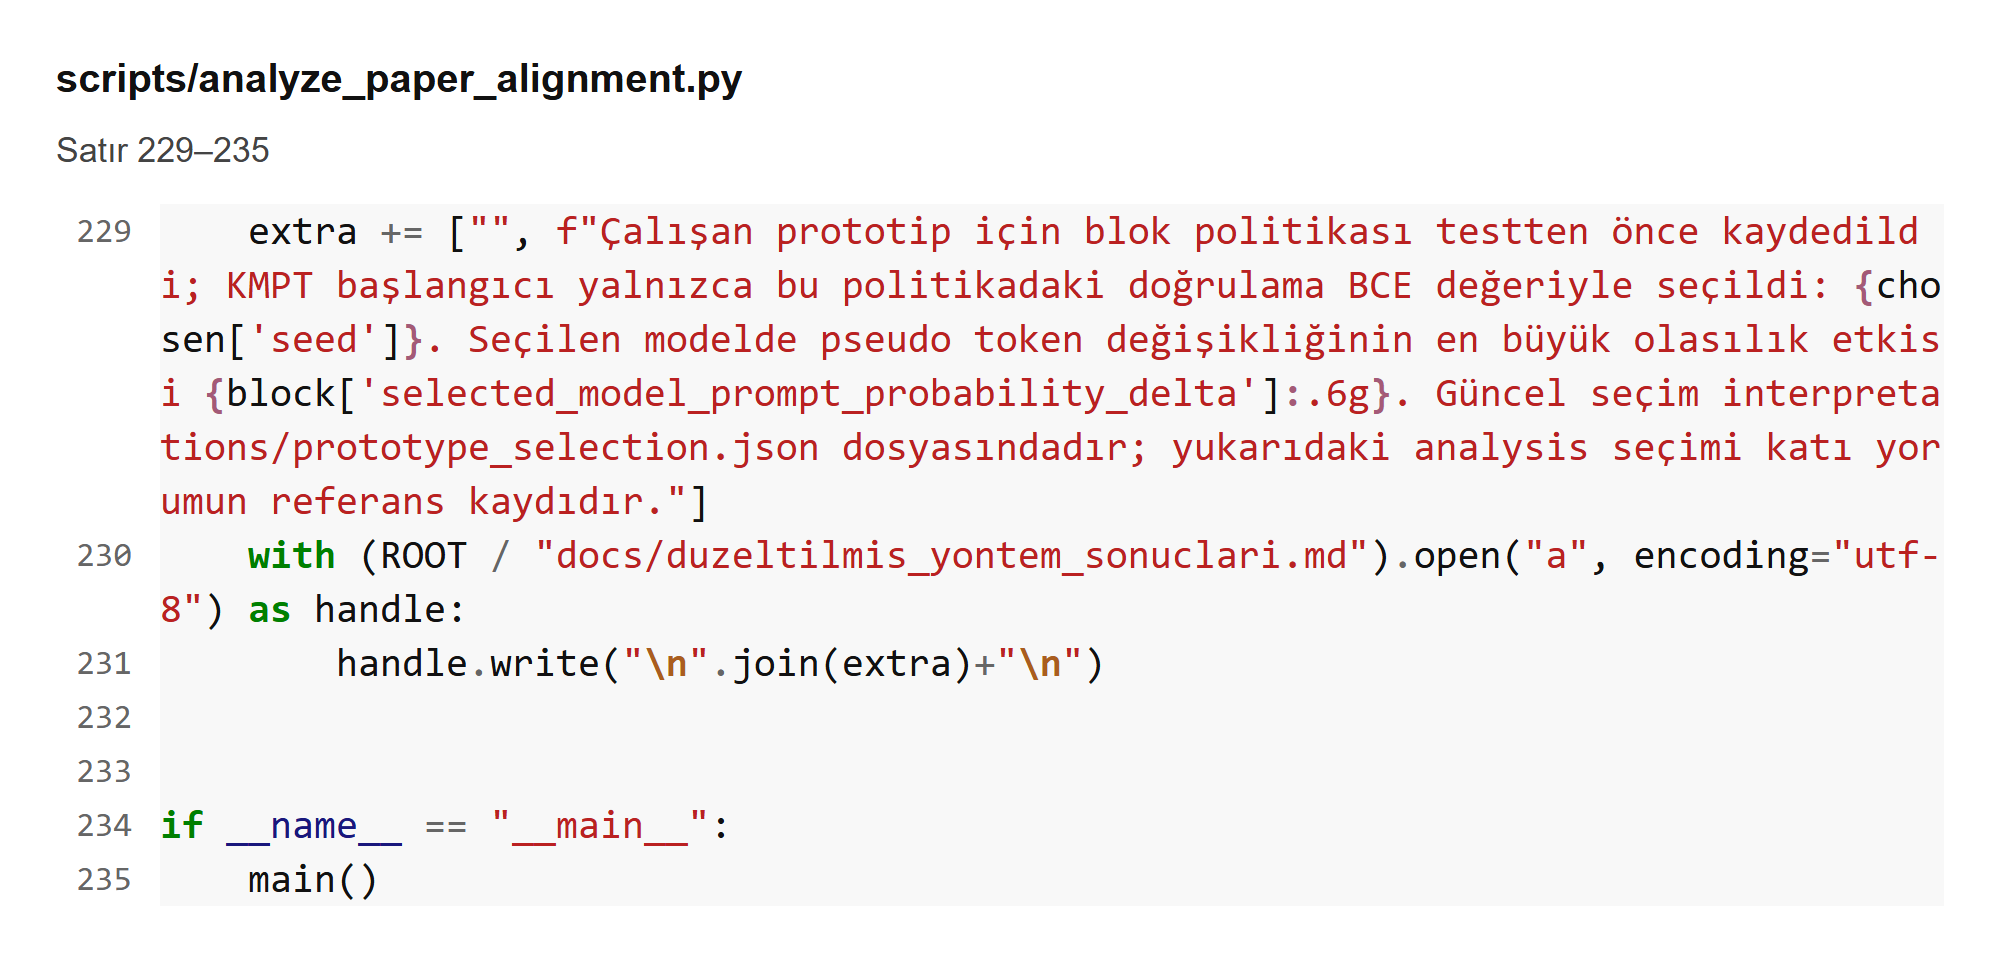 scripts/analyze_paper_alignment.py
Satır 229–235
229     extra += ["", f"Çalışan prototip için blok politikası testten önce kaydedild
i; KMPT başlangıcı yalnızca bu politikadaki doğrulama BCE değeriyle seçildi: {cho
sen['seed']}. Seçilen modelde pseudo token değişikliğinin en büyük olasılık etkis
i {block['selected_model_prompt_probability_delta']:.6g}. Güncel seçim interpreta
tions/prototype_selection.json dosyasındadır; yukarıdaki analysis seçimi katı yor
umun referans kaydıdır."]
230     with (ROOT / "docs/duzeltilmis_yontem_sonuclari.md").open("a", encoding="utf-
8") as handle:
231         handle.write("\n".join(extra)+"\n")
232
233
234 if __name__ == "__main__":
235     main()